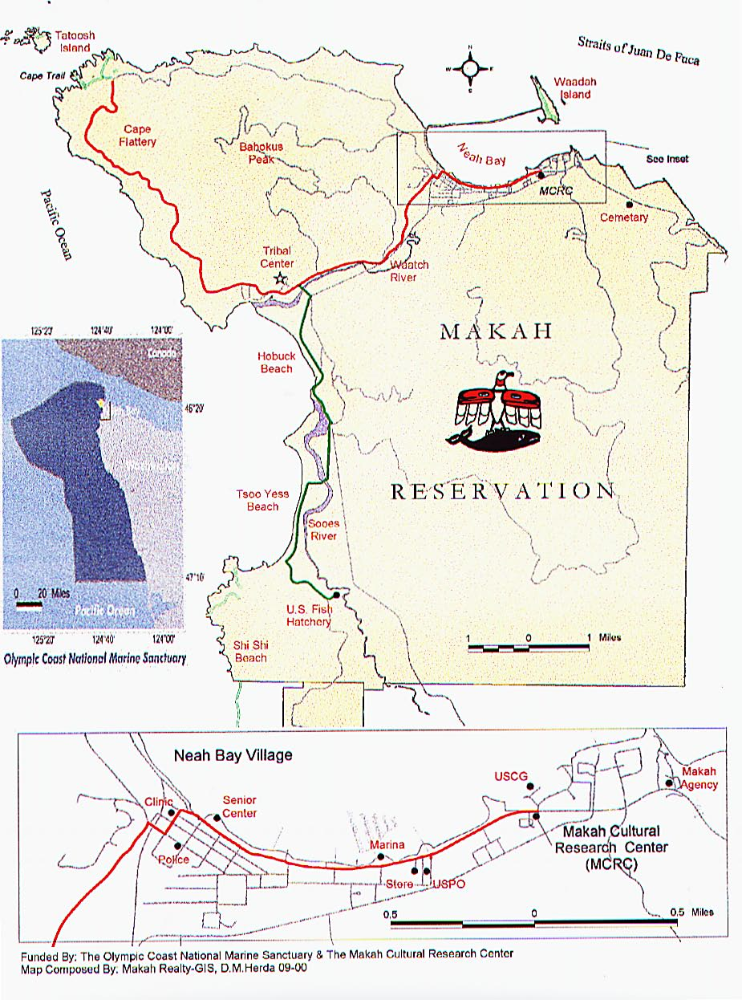 Tatoosh
Island
Straits of Juan De Fuca
Cape Trail
N
W
E
S
Waadah
Island
Cape
Flattery
Bahokus
Peak
Neah Bay
See Inset
MCRC
Pacific Ocean
Cemetary
Tribal
Center
Waatch
River
MAKAH
125°20'
124°40'
124°00'
Canada
Hobuck
Beach
46°20'
RESERVATION
Tsoo Yess
Beach
Sooes
River
47°10'
0 20 Miles
Pacific Ocean
U.S. Fish
Hatchery
125°20'
124°40'
124°00'
1 0 1 Miles
Shi Shi
Beach
Olympic Coast National Marine Sanctuary
Neah Bay Village
USCG
Makah
Agency
Clinic
Senior
Center
Makah Cultural
Research Center
(MCRC)
Marina
Police
Store
USPO
0.5 0 0.5 Miles
Funded By: The Olympic Coast National Marine Sanctuary & The Makah Cultural Research Center
Map Composed By: Makah Realty-GIS, D.M.Herda 09-00